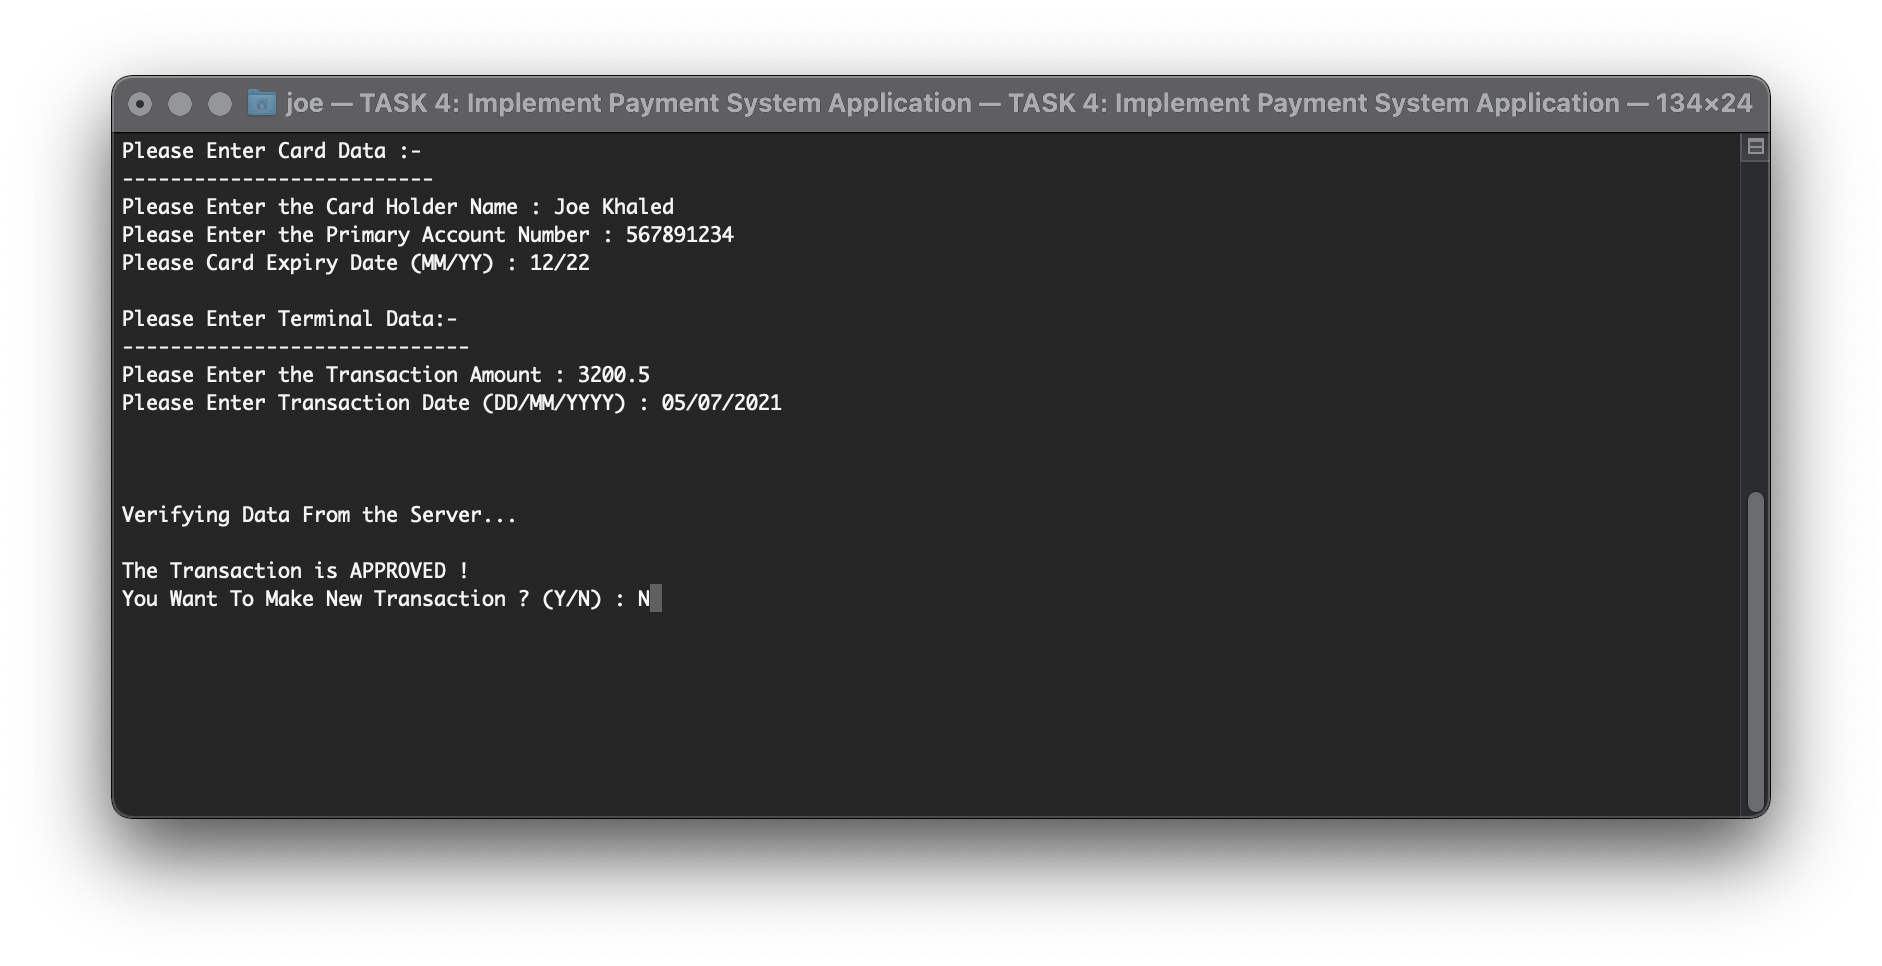 joe — TASK 4: Implement Payment System Application — TASK 4: Implement Payment System Application — 134×24
Please Enter Card Data :-
--------------------------
Please Enter the Card Holder Name : Joe Khaled
Please Enter the Primary Account Number : 567891234
Please Card Expiry Date (MM/YY) : 12/22
Please Enter Terminal Data:-
-----------------------------
Please Enter the Transaction Amount : 3200.5
Please Enter Transaction Date (DD/MM/YYYY) : 05/07/2021
Verifying Data From the Server...
The Transaction is APPROVED !
You Want To Make New Transaction ? (Y/N) : N